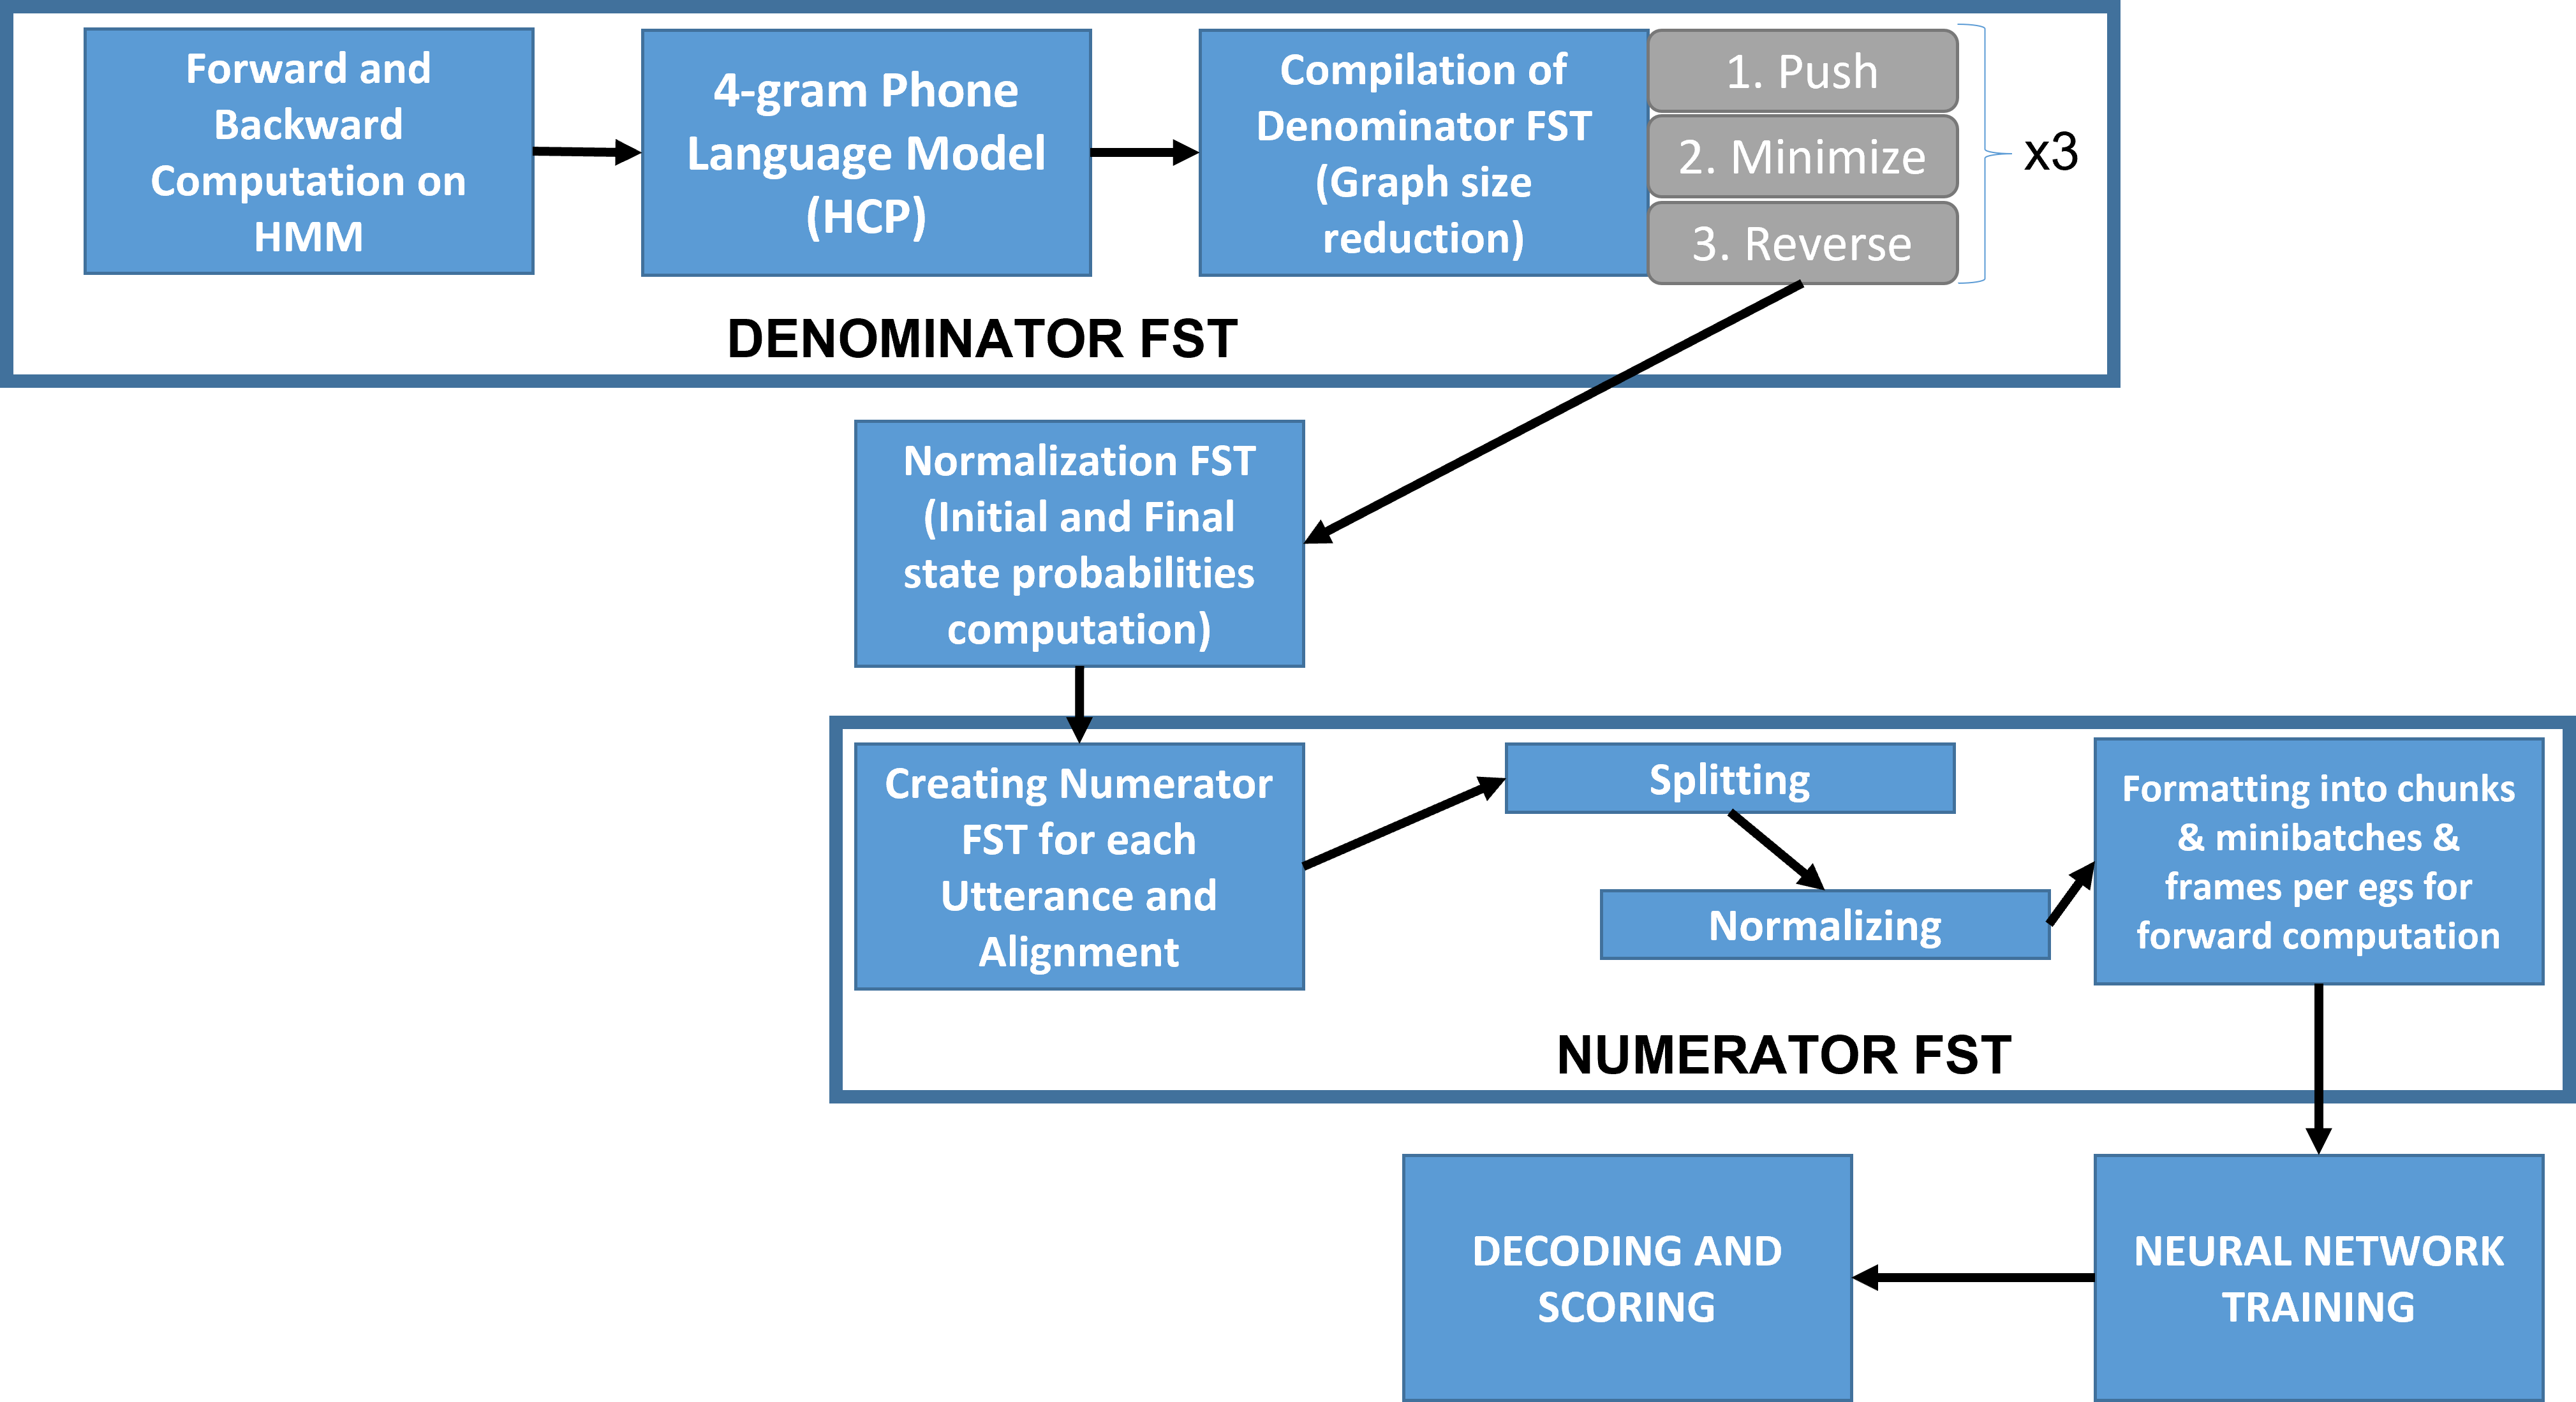 Forward and
Backward
Computation on
HMM
4-gram Phone
Language Model
(HCP)
Compilation of
Denominator FST
(Graph size
reduction)
1. Push
2. Minimize
3. Reverse
x3
DENOMINATOR FST
Normalization FST
(Initial and Final
state probabilities
computation)
Creating Numerator
FST for each
Utterance and
Alignment
Splitting
Normalizing
Formatting into chunks
& minibatches &
frames per egs for
forward computation
NUMERATOR FST
DECODING AND
SCORING
NEURAL NETWORK
TRAINING